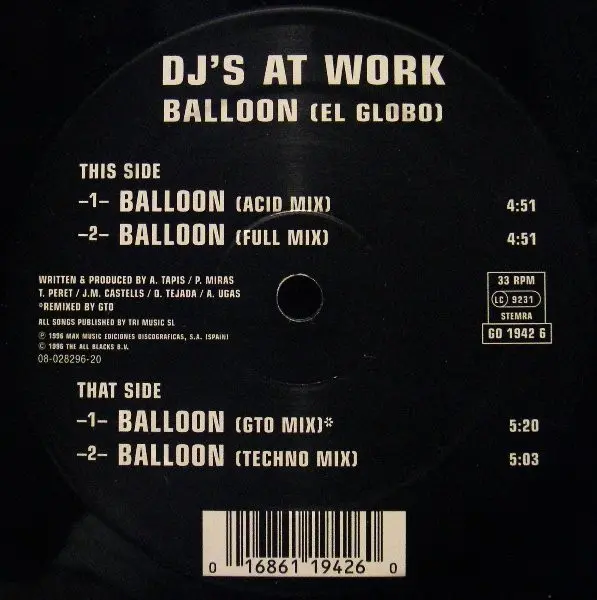 DJ'S AT WORK
BALLOON (EL GLOBO)
THIS SIDE
-1- BALLOON (ACID MIX) 4:51
-2- BALLOON (FULL MIX) 4:51
WRITTEN & PRODUCED BY A. TAPIS / P. MIRAS
T. PERET / J.M. CASTELLS / Q. TEJADA / A. UGAS
*REMIXED BY GTO
ALL SONGS PUBLISHED BY TRI MUSIC SL
℗ 1996 MAX MUSIC EDICIONES DISCOGRAFICAS, S.A. (SPAIN)
© 1996 THE ALL BLACKS B.V.
08-028296-20
33 RPM
LC 9231
STEMRA
GO 1942 6
THAT SIDE
-1- BALLOON (GTO MIX)* 5:20
-2- BALLOON (TECHNO MIX) 5:03
0 16861 19426 0